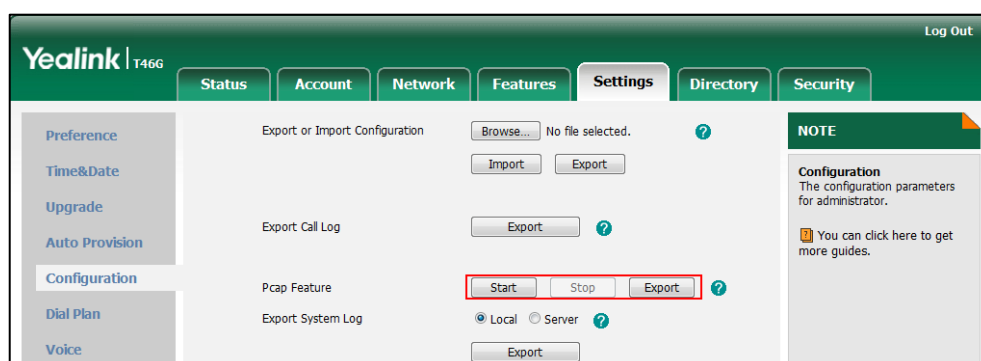 Log Out
Yealink T46G
Status Account Network Features Settings Directory Security
Preference
Time&Date
Upgrade
Auto Provision
Configuration
Dial Plan
Voice
Export or Import Configuration Browse... No file selected. ?
Import Export
Export Call Log Export ?
Pcap Feature Start Stop Export ?
Export System Log Local Server ?
Export
NOTE
Configuration
The configuration parameters
for administrator.
? You can click here to get
more guides.